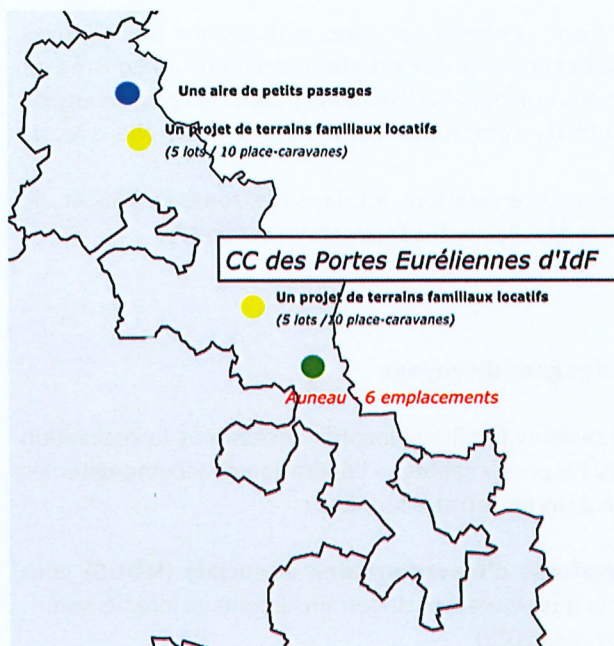 Une aire de petits passages
Un projet de terrains familiaux locatifs
(5 lots / 10 place-caravanes)
CC des Portes Euréliennes d'IdF
Un projet de terrains familiaux locatifs
(5 lots /10 place-caravanes)
Auneau - 6 emplacements